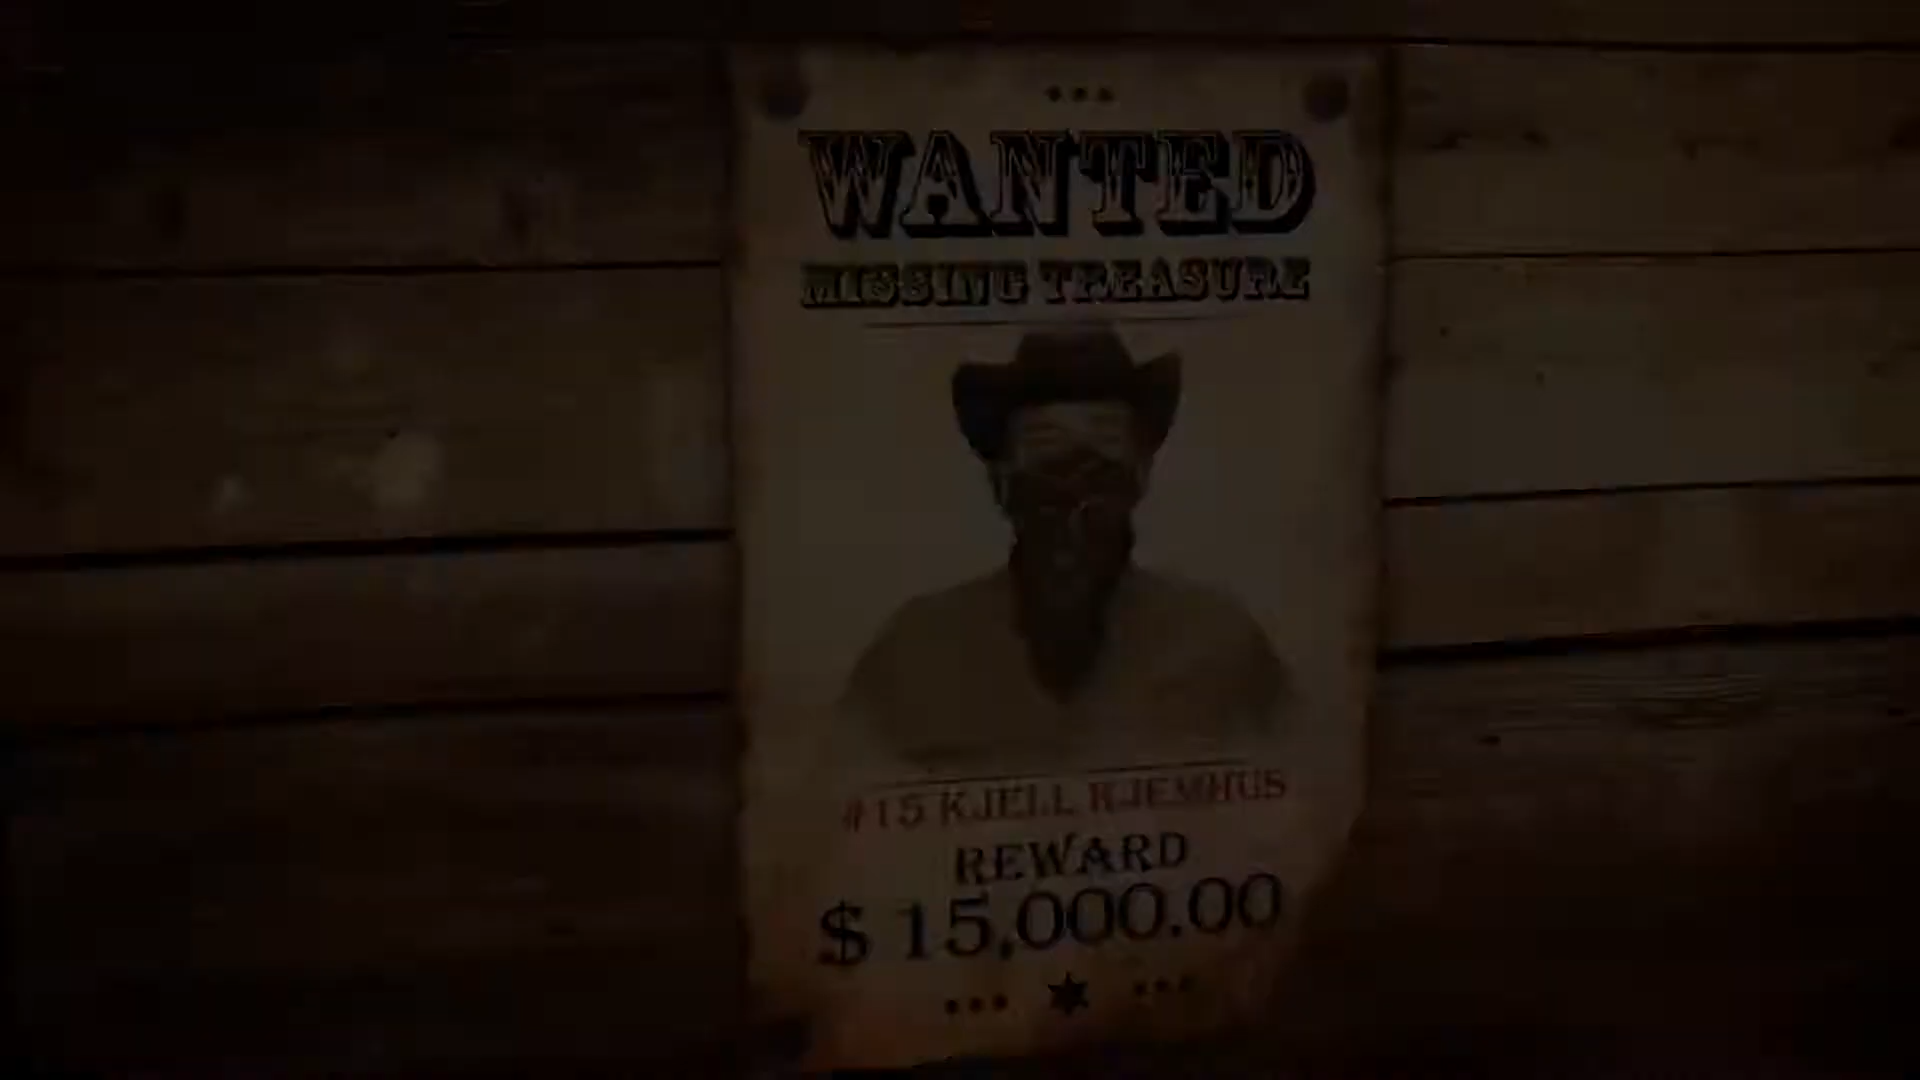 WANTED
MISSING TREASURE
#15 KJELL KJEMHUS
REWARD
$ 15,000.00